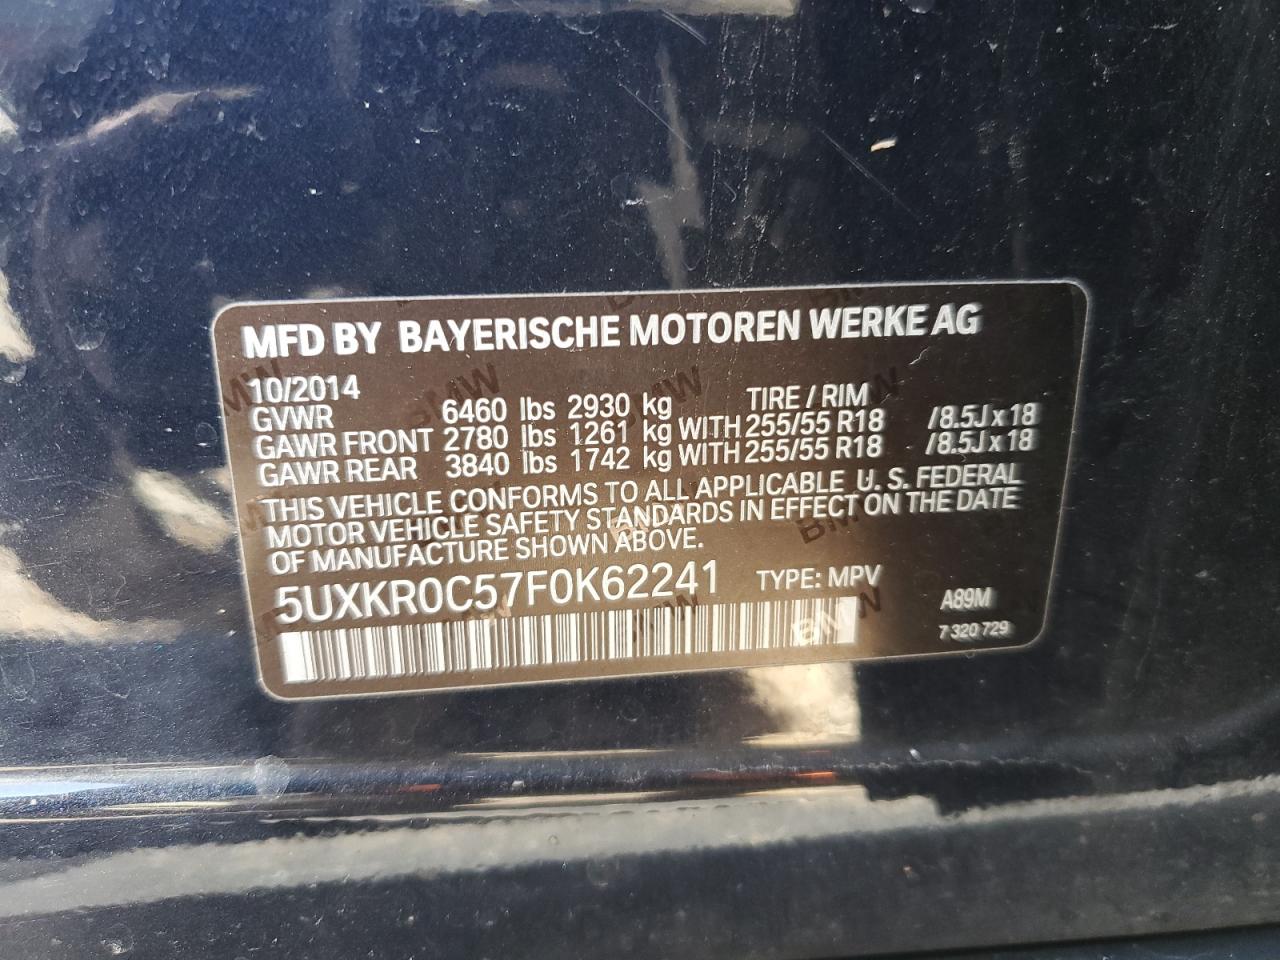 MFD BY BAYERISCHE MOTOREN WERKE AG
10/2014 TIRE / RIM
GVWR 6460 lbs 2930 kg
GAWR FRONT 2780 lbs 1261 kg WITH 255/55 R18 /8.5J x 18
GAWR REAR 3840 lbs 1742 kg WITH 255/55 R18 /8.5J x 18
THIS VEHICLE CONFORMS TO ALL APPLICABLE U. S. FEDERAL
MOTOR VEHICLE SAFETY STANDARDS IN EFFECT ON THE DATE
OF MANUFACTURE SHOWN ABOVE.
5UXKR0C57F0K62241 TYPE: MPV A89M
7 320 729